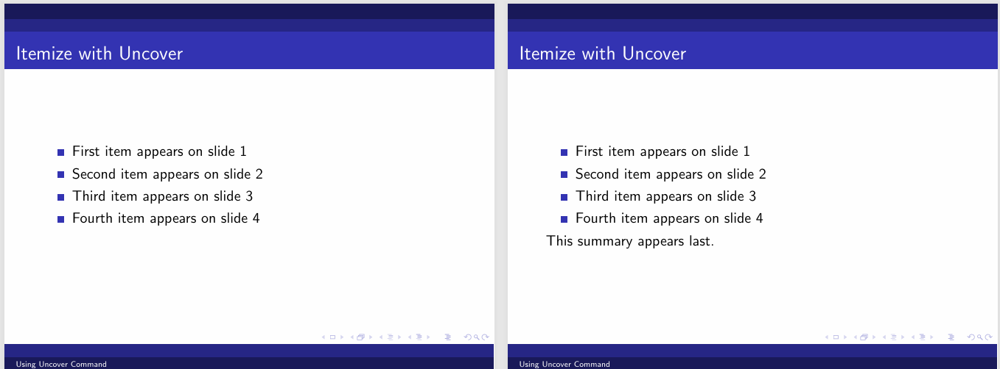 Itemize with Uncover
First item appears on slide 1
Second item appears on slide 2
Third item appears on slide 3
Fourth item appears on slide 4
Using Uncover Command
Itemize with Uncover
First item appears on slide 1
Second item appears on slide 2
Third item appears on slide 3
Fourth item appears on slide 4
This summary appears last.
Using Uncover Command